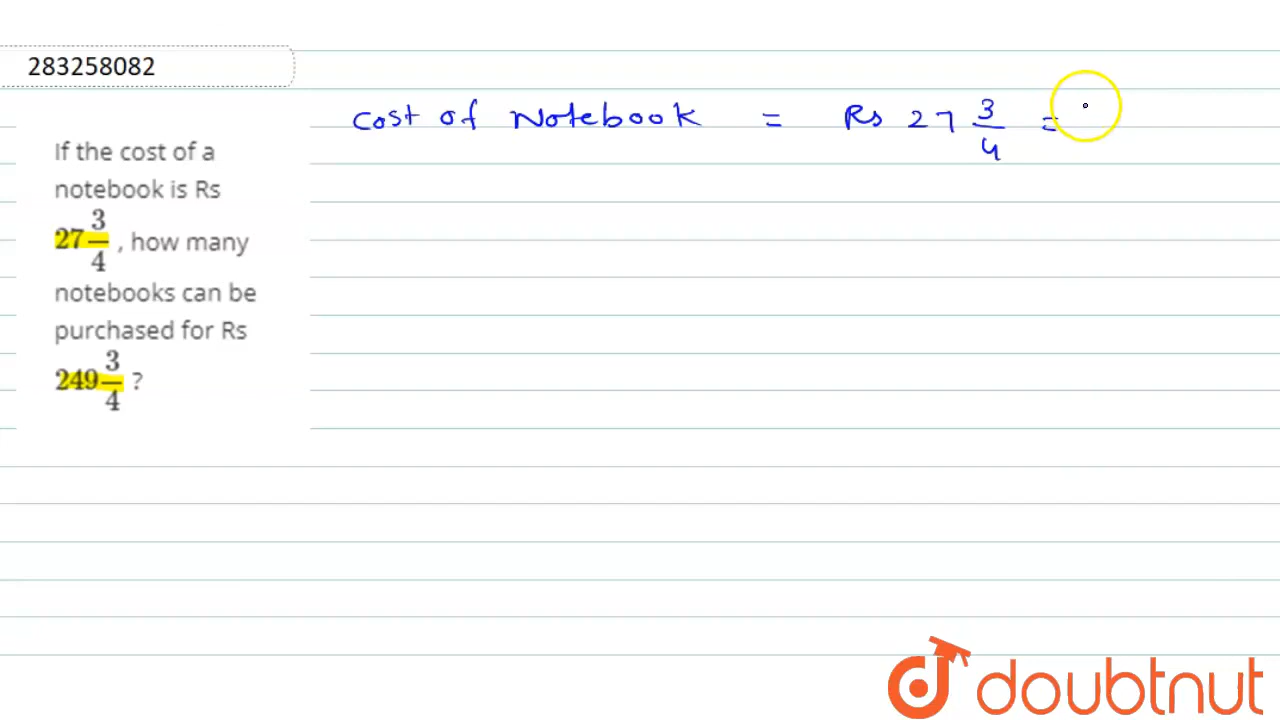 283258082
Cost of Notebook = Rs 27 3/4 =
If the cost of a
notebook is Rs
27 3/4 , how many
notebooks can be
purchased for Rs
249 3/4 ?
doubtnut